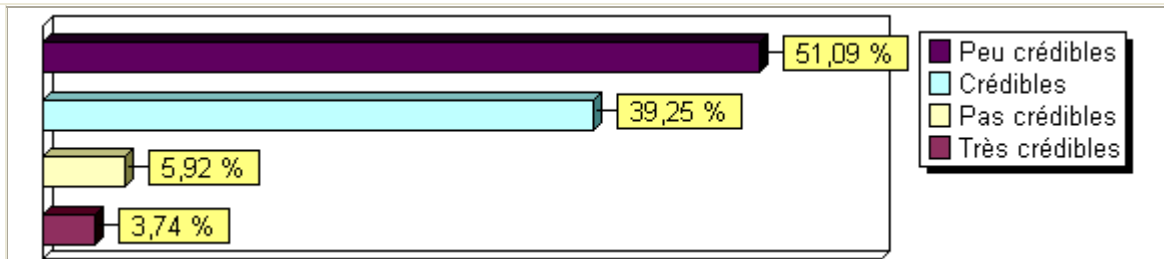 51,09 %
39,25 %
5,92 %
3,74 %
Peu crédibles
Crédibles
Pas crédibles
Très crédibles